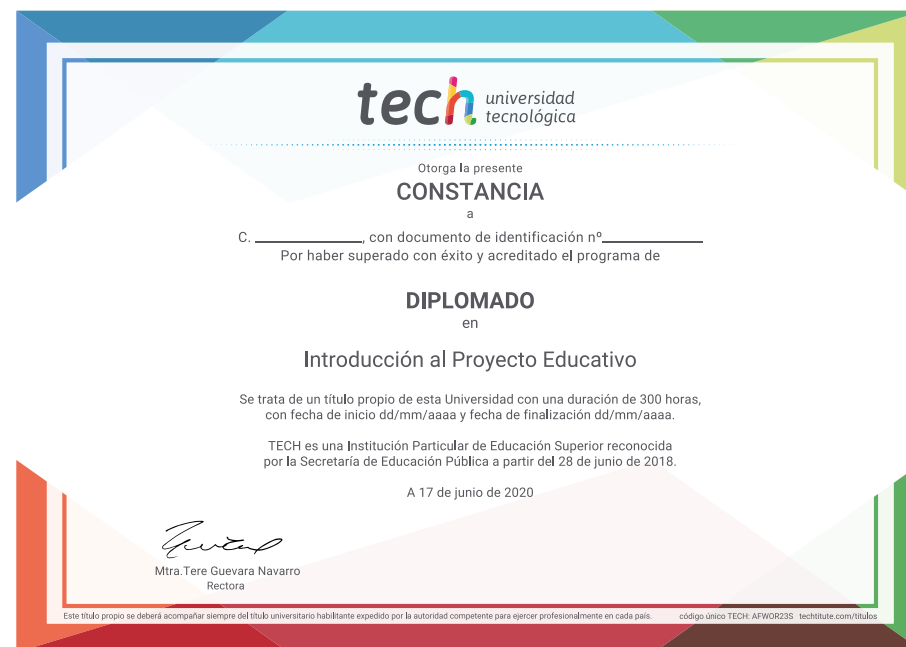 tech universidad
tecnológica
Otorga la presente
CONSTANCIA
a
C. ____________, con documento de identificación nº____________
Por haber superado con éxito y acreditado el programa de
DIPLOMADO
en
Introducción al Proyecto Educativo
Se trata de un título propio de esta Universidad con una duración de 300 horas,
con fecha de inicio dd/mm/aaaa y fecha de finalización dd/mm/aaaa.
TECH es una Institución Particular de Educación Superior reconocida
por la Secretaría de Educación Pública a partir del 28 de junio de 2018.
A 17 de junio de 2020
Mtra.Tere Guevara Navarro
Rectora
Este título propio se deberá acompañar siempre del título universitario habilitante expedido por la autoridad competente para ejercer profesionalmente en cada país. código único TECH: AFWOR23S techtitute.com/titulos